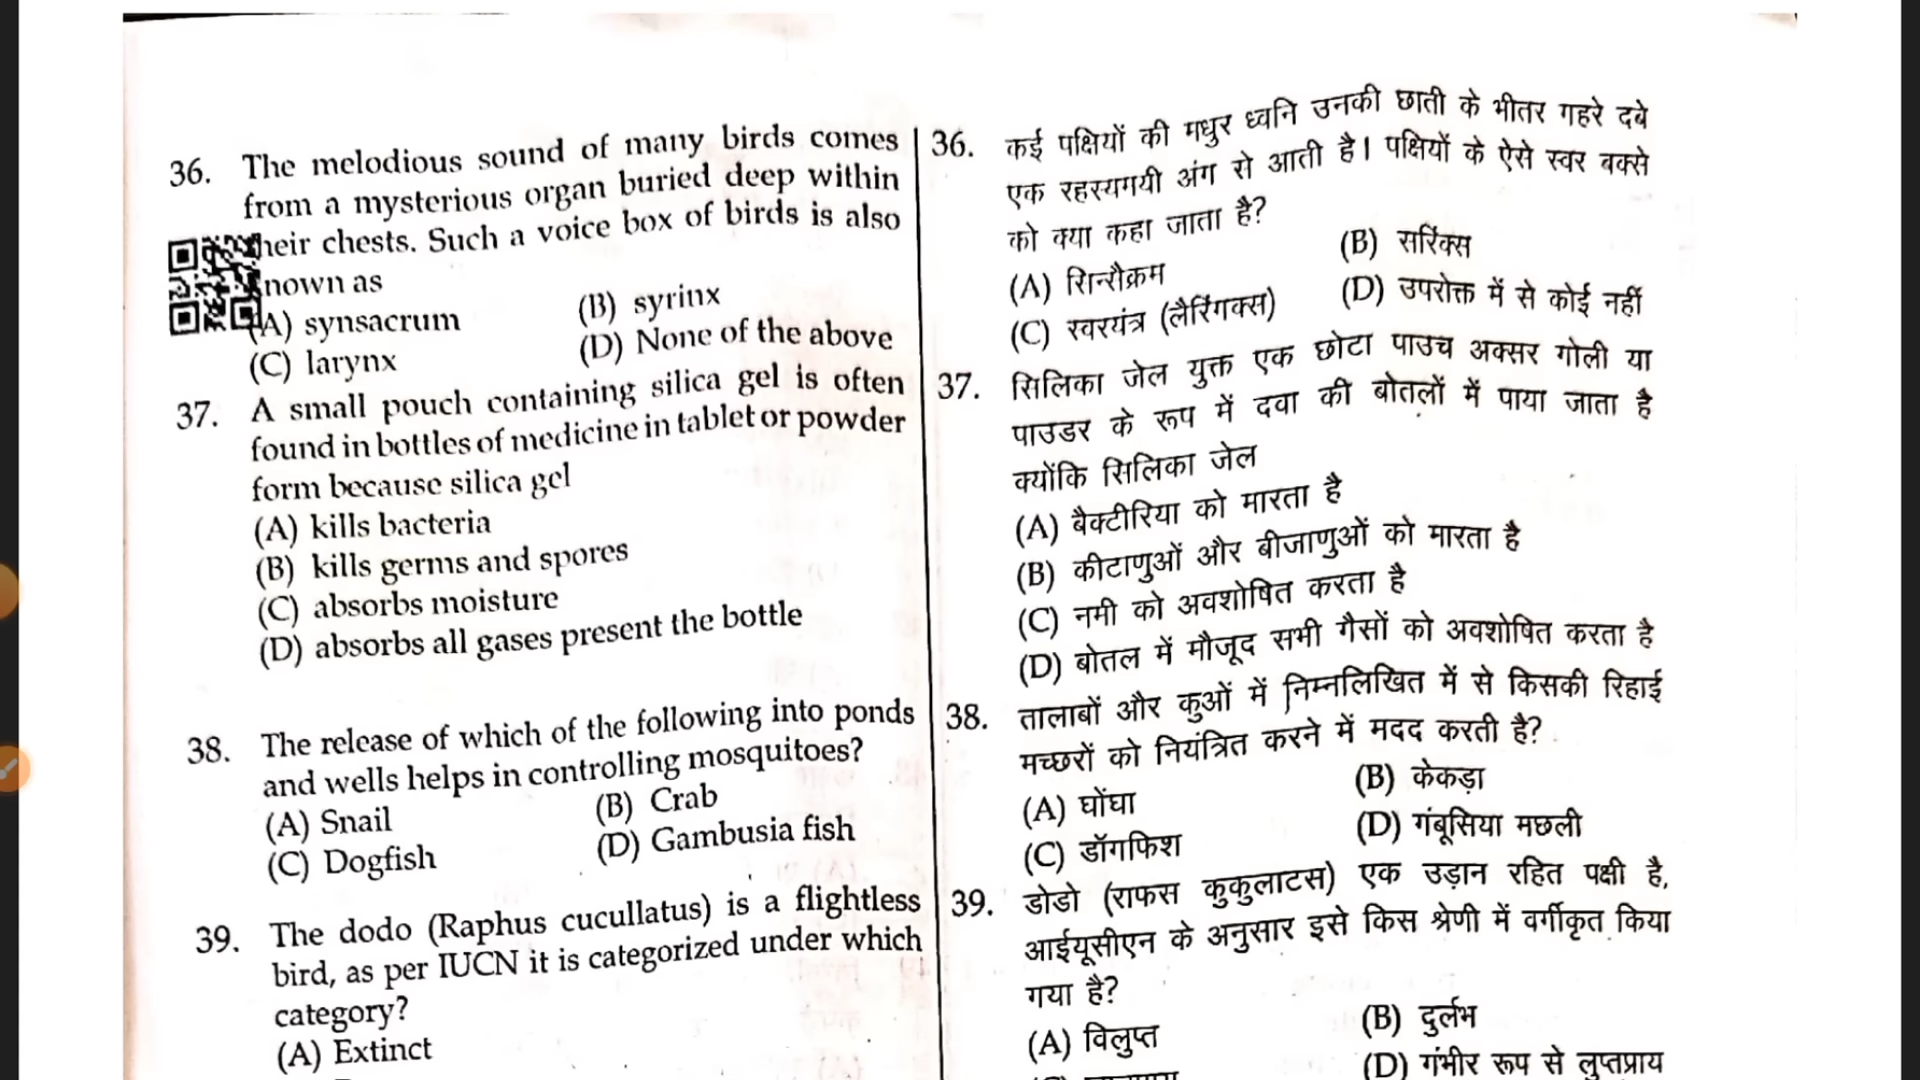 36. The melodious sound of many birds comes
from a mysterious organ buried deep within
their chests. Such a voice box of birds is also
known as
(A) synsacrum (B) syrinx
(C) larynx (D) None of the above
37. A small pouch containing silica gel is often
found in bottles of medicine in tablet or powder
form because silica gel
(A) kills bacteria
(B) kills germs and spores
(C) absorbs moisture
(D) absorbs all gases present the bottle
38. The release of which of the following into ponds
and wells helps in controlling mosquitoes?
(A) Snail (B) Crab
(C) Dogfish (D) Gambusia fish
39. The dodo (Raphus cucullatus) is a flightless
bird, as per IUCN it is categorized under which
category?
(A) Extinct
36. कई पक्षियों की मधुर ध्वनि उनकी छाती के भीतर गहरे दबे
एक रहस्यमयी अंग से आती है। पक्षियों के ऐसे स्वर बक्से
को क्या कहा जाता है?
(A) सिन्सैक्रम (B) सरिंक्स
(C) स्वरयंत्र (लैरिंगक्स) (D) उपरोक्त में से कोई नहीं
37. सिलिका जेल युक्त एक छोटा पाउच अक्सर गोली या
पाउडर के रूप में दवा की बोतलों में पाया जाता है
क्योंकि सिलिका जेल
(A) बैक्टीरिया को मारता है
(B) कीटाणुओं और बीजाणुओं को मारता है
(C) नमी को अवशोषित करता है
(D) बोतल में मौजूद सभी गैसों को अवशोषित करता है
38. तालाबों और कुओं में निम्नलिखित में से किसकी रिहाई
मच्छरों को नियंत्रित करने में मदद करती है?
(A) घोंघा (B) केकड़ा
(C) डॉगफिश (D) गंबूसिया मछली
39. डोडो (राफस कुकुलाटस) एक उड़ान रहित पक्षी है,
आईयूसीएन के अनुसार इसे किस श्रेणी में वर्गीकृत किया
गया है?
(A) विलुप्त (B) दुर्लभ
(D) गंभीर रूप से लुप्तप्राय